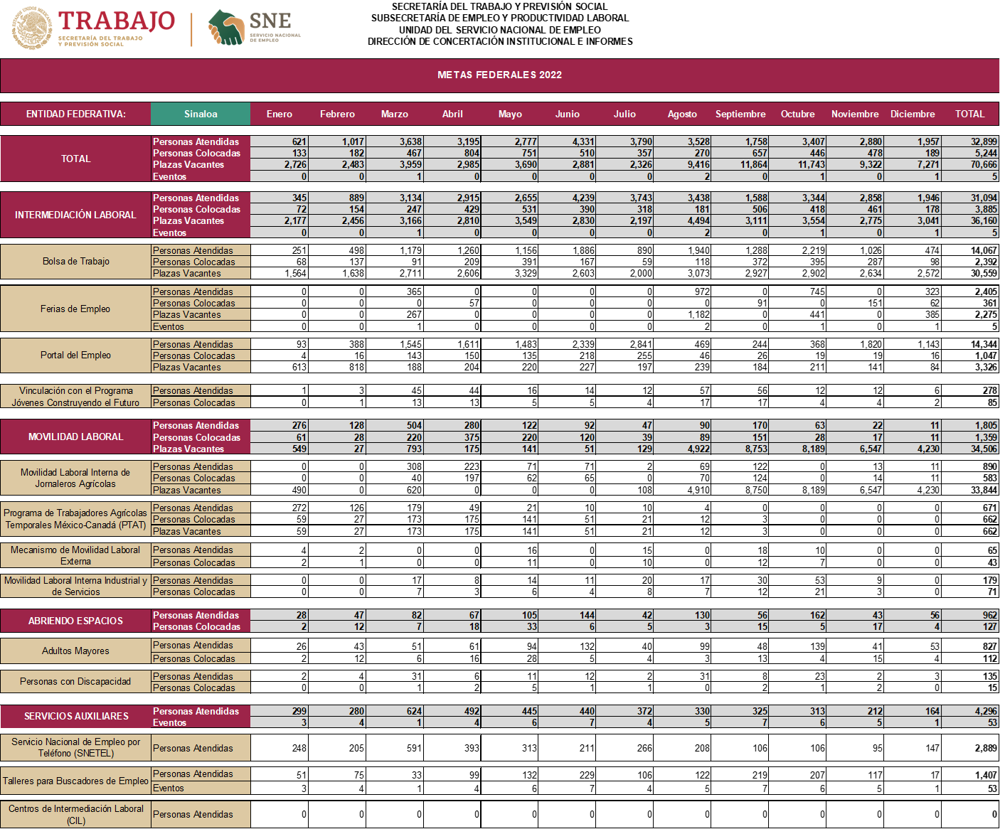 TRABAJO
SECRETARÍA DEL TRABAJO
Y PREVISIÓN SOCIAL
SNE
SERVICIO NACIONAL
DE EMPLEO
SECRETARÍA DEL TRABAJO Y PREVISIÓN SOCIAL
SUBSECRETARÍA DE EMPLEO Y PRODUCTIVIDAD LABORAL
UNIDAD DEL SERVICIO NACIONAL DE EMPLEO
DIRECCIÓN DE CONCERTACIÓN INSTITUCIONAL E INFORMES
METAS FEDERALES 2022
ENTIDAD FEDERATIVA: Sinaloa Enero Febrero Marzo Abril Mayo Junio Julio Agosto Septiembre Octubre Noviembre Diciembre TOTAL
TOTAL
Personas Atendidas 621 1,017 3,638 3,195 2,777 4,331 3,790 3,528 1,758 3,407 2,880 1,957 32,899
Personas Colocadas 133 182 467 804 751 510 357 270 657 446 478 189 5,244
Plazas Vacantes 2,726 2,483 3,959 2,985 3,690 2,881 2,326 9,416 11,864 11,743 9,322 7,271 70,666
Eventos 0 0 1 0 0 0 0 2 0 1 0 1 5
INTERMEDIACIÓN LABORAL
Personas Atendidas 345 889 3,134 2,915 2,655 4,239 3,743 3,438 1,588 3,344 2,858 1,946 31,094
Personas Colocadas 72 154 247 429 531 390 318 181 506 418 461 178 3,885
Plazas Vacantes 2,177 2,456 3,166 2,810 3,549 2,830 2,197 4,494 3,111 3,554 2,775 3,041 36,160
Eventos 0 0 1 0 0 0 0 2 0 1 0 1 5
Bolsa de Trabajo
Personas Atendidas 251 498 1,179 1,260 1,156 1,886 890 1,940 1,288 2,219 1,026 474 14,067
Personas Colocadas 68 137 91 209 391 167 59 118 372 395 287 98 2,392
Plazas Vacantes 1,564 1,638 2,711 2,606 3,329 2,603 2,000 3,073 2,927 2,902 2,634 2,572 30,559
Ferias de Empleo
Personas Atendidas 0 0 365 0 0 0 0 972 0 745 0 323 2,405
Personas Colocadas 0 0 0 57 0 0 0 0 91 0 151 62 361
Plazas Vacantes 0 0 267 0 0 0 0 1,182 0 441 0 385 2,275
Eventos 0 0 1 0 0 0 0 2 0 1 0 1 5
Portal del Empleo
Personas Atendidas 93 388 1,545 1,611 1,483 2,339 2,841 469 244 368 1,820 1,143 14,344
Personas Colocadas 4 16 143 150 135 218 255 46 26 19 19 16 1,047
Plazas Vacantes 613 818 188 204 220 227 197 239 184 211 141 84 3,326
Vinculación con el Programa
Jóvenes Construyendo el Futuro
Personas Atendidas 1 3 45 44 16 14 12 57 56 12 12 6 278
Personas Colocadas 0 1 13 13 5 5 4 17 17 4 4 2 85
MOVILIDAD LABORAL
Personas Atendidas 276 128 504 280 122 92 47 90 170 63 22 11 1,805
Personas Colocadas 61 28 220 375 220 120 39 89 151 28 17 11 1,359
Plazas Vacantes 549 27 793 175 141 51 129 4,922 8,753 8,189 6,547 4,230 34,506
Movilidad Laboral Interna de
Jornaleros Agrícolas
Personas Atendidas 0 0 308 223 71 71 2 69 122 0 13 11 890
Personas Colocadas 0 0 40 197 62 65 0 70 124 0 14 11 583
Plazas Vacantes 490 0 620 0 0 0 108 4,910 8,750 8,189 6,547 4,230 33,844
Programa de Trabajadores Agrícolas
Temporales México-Canadá (PTAT)
Personas Atendidas 272 126 179 49 21 10 10 4 0 0 0 0 671
Personas Colocadas 59 27 173 175 141 51 21 12 3 0 0 0 662
Plazas Vacantes 59 27 173 175 141 51 21 12 3 0 0 0 662
Mecanismo de Movilidad Laboral
Externa
Personas Atendidas 4 2 0 0 16 0 15 0 18 10 0 0 65
Personas Colocadas 2 1 0 0 11 0 10 0 12 7 0 0 43
Movilidad Laboral Interna Industrial y
de Servicios
Personas Atendidas 0 0 17 8 14 11 20 17 30 53 9 0 179
Personas Colocadas 0 0 7 3 6 4 8 7 12 21 3 0 71
ABRIENDO ESPACIOS
Personas Atendidas 28 47 82 67 105 144 42 130 56 162 43 56 962
Personas Colocadas 2 12 7 18 33 6 5 3 15 5 17 4 127
Adultos Mayores
Personas Atendidas 26 43 51 61 94 132 40 99 48 139 41 53 827
Personas Colocadas 2 12 6 16 28 5 4 3 13 4 15 4 112
Personas con Discapacidad
Personas Atendidas 2 4 31 6 11 12 2 31 8 23 2 3 135
Personas Colocadas 0 0 1 2 5 1 1 0 2 1 2 0 15
SERVICIOS AUXILIARES
Personas Atendidas 299 280 624 492 445 440 372 330 325 313 212 164 4,296
Eventos 3 4 1 4 6 7 4 5 7 6 5 1 53
Servicio Nacional de Empleo por
Teléfono (SNETEL)
Personas Atendidas 248 205 591 393 313 211 266 208 106 106 95 147 2,889
Talleres para Buscadores de Empleo
Personas Atendidas 51 75 33 99 132 229 106 122 219 207 117 17 1,407
Eventos 3 4 1 4 6 7 4 5 7 6 5 1 53
Centros de Intermediación Laboral
(CIL)
Personas Atendidas 0 0 0 0 0 0 0 0 0 0 0 0 0